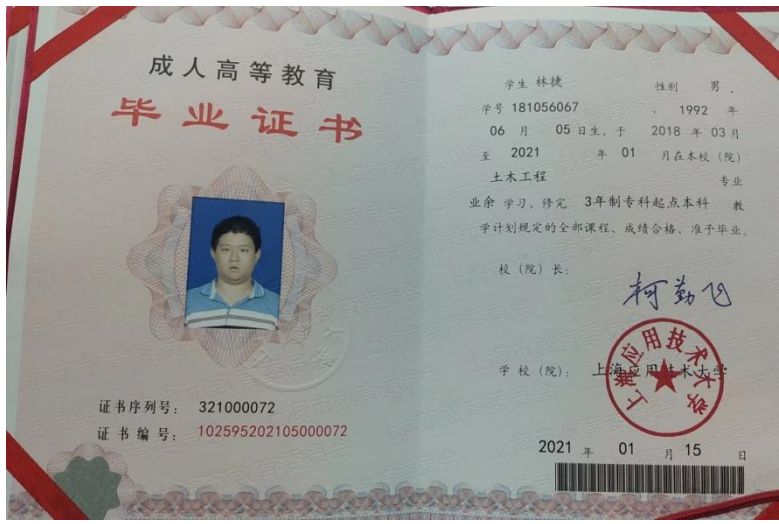 成人高等教育
毕业证书
证书序列号： 321000072
证书编号： 102595202105000072
学生 林捷 性别 男 ，
学号 181056067 、 1992 年
06 月 05 日生、于 2018 年 03 月
至 2021 年 01 月在本校（院）
土木工程 专业
业余 学习，修完 3年制专科起点本科 教
学计划规定的全部课程、成绩合格、准予毕业。
校（院）长：
柯勤飞
学校（院）： 上海应用技术大学
上海应用技术大学
2021 年 01 月 15 日